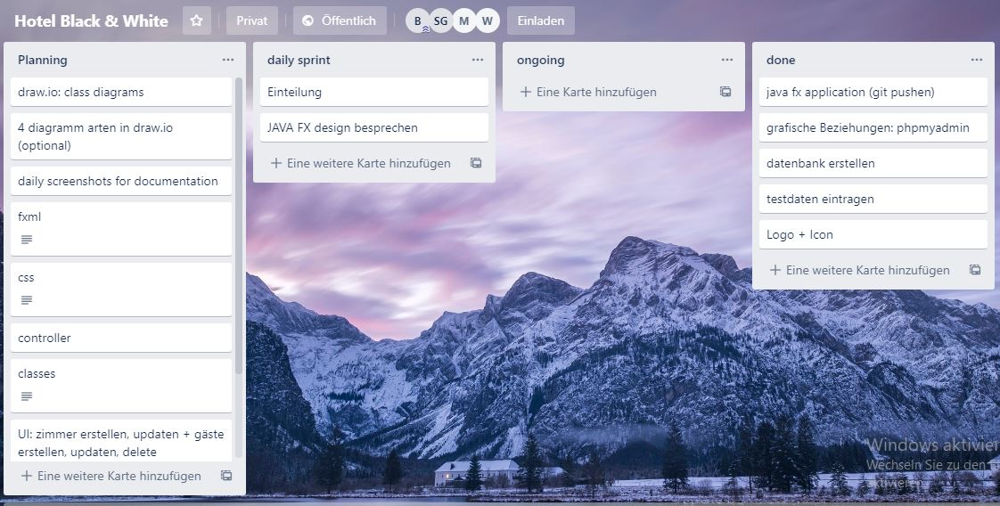 Hotel Black & White
Privat
Öffentlich
B
SG
M
W
Einladen
Planning
draw.io: class diagrams
4 diagramm arten in draw.io
(optional)
daily screenshots for documentation
fxml
css
controller
classes
UI: zimmer erstellen, updaten + gäste
erstellen, updaten, delete
+ Eine weitere Karte hinzufügen
daily sprint
Einteilung
JAVA FX design besprechen
+ Eine weitere Karte hinzufügen
ongoing
+ Eine Karte hinzufügen
done
java fx application (git pushen)
grafische Beziehungen: phpmyadmin
datenbank erstellen
testdaten eintragen
Logo + Icon
+ Eine weitere Karte hinzufügen
Windows aktivier
Wechseln Sie zu den
aktivieren